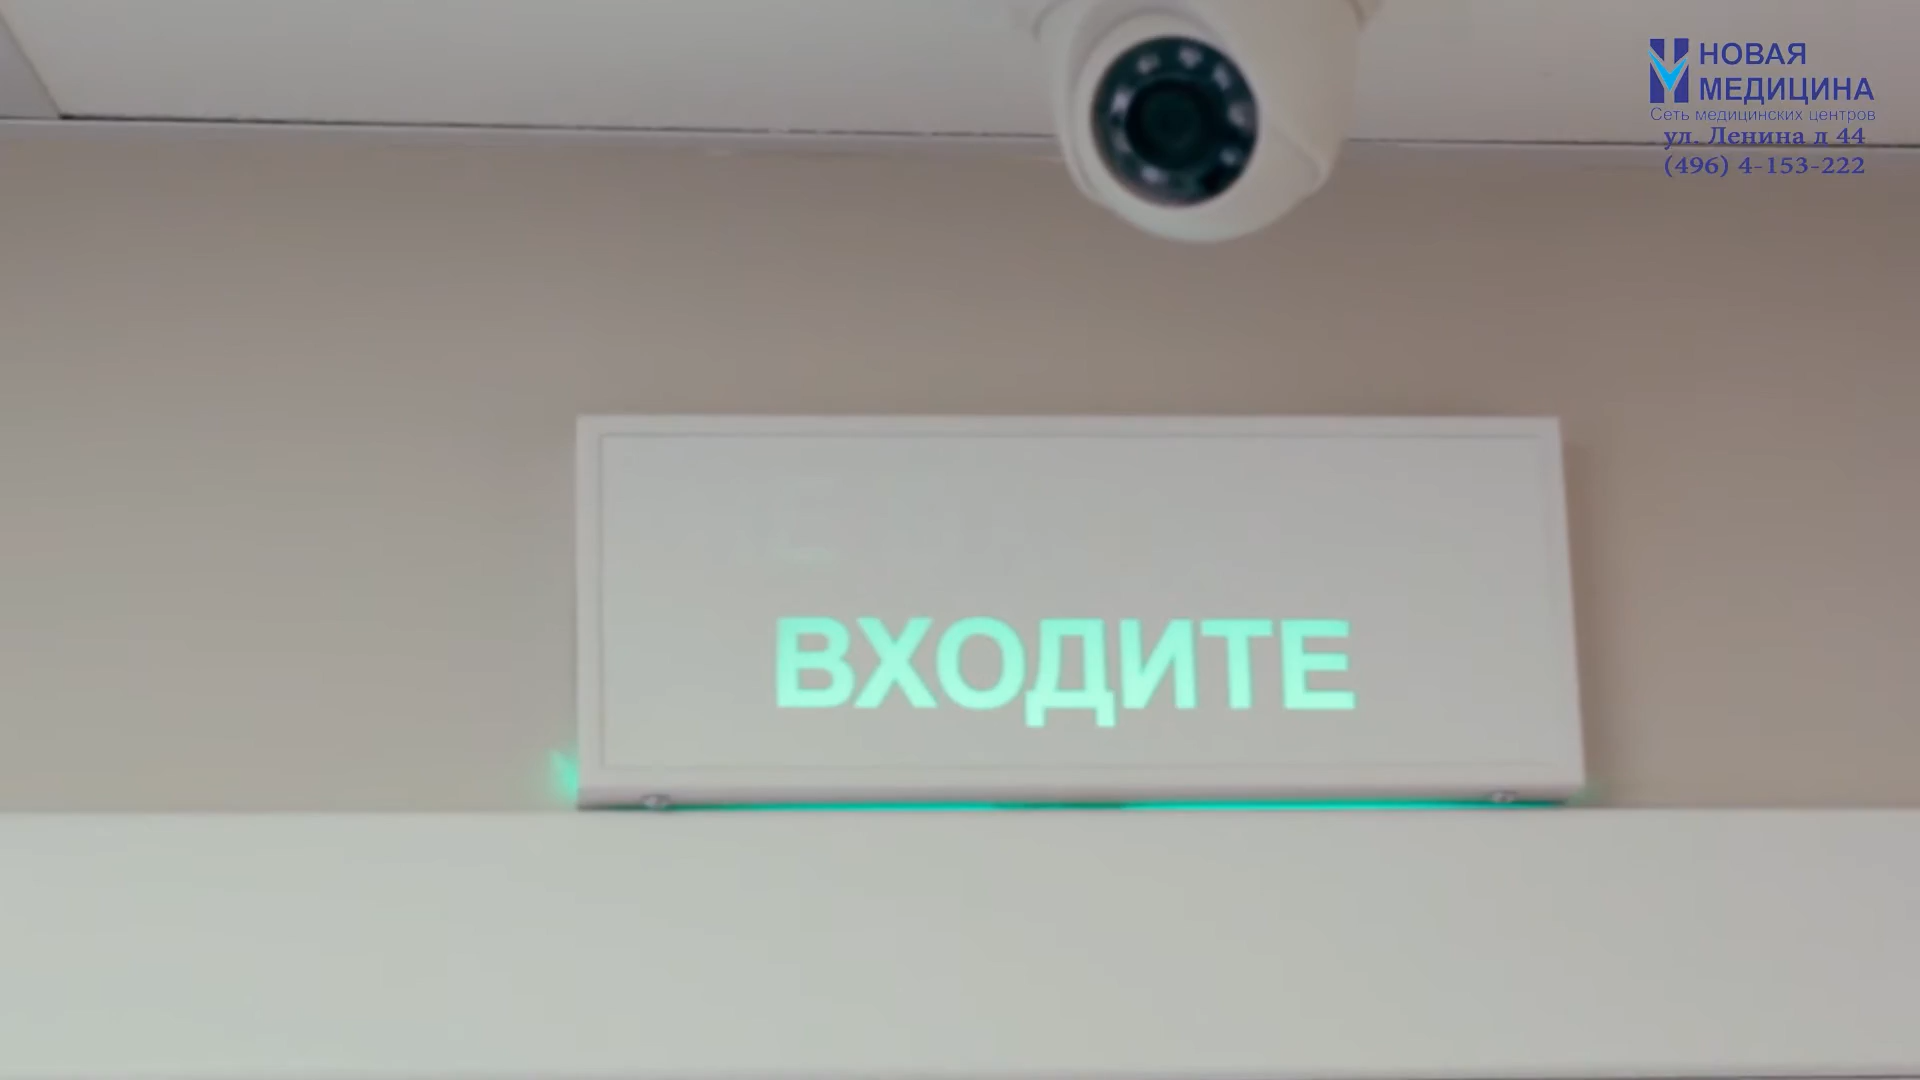 НОВАЯ
МЕДИЦИНА
Сеть медицинских центров
ул. Ленина д 44
(496) 4-153-222
ВХОДИТЕ